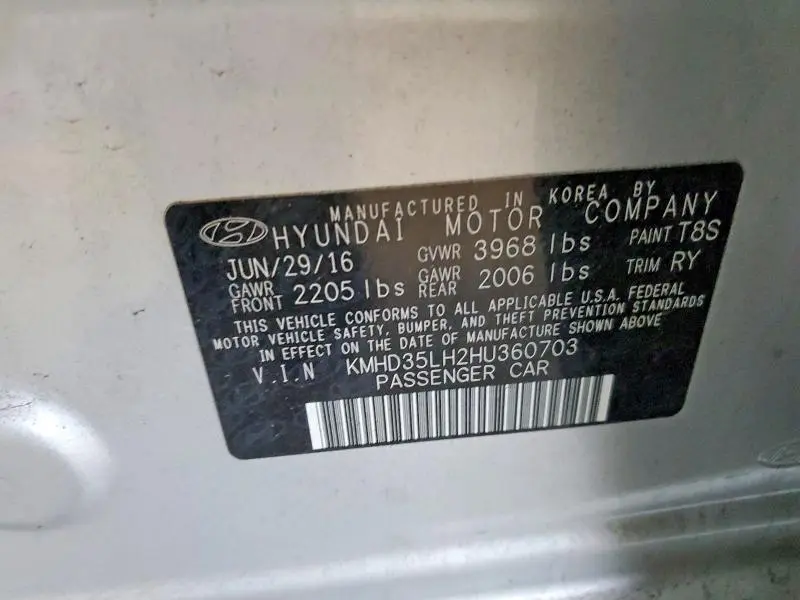 MANUFACTURED IN KOREA BY
HYUNDAI MOTOR COMPANY
JUN/29/16 GVWR 3968 lbs PAINT T8S
GAWR FRONT 2205 lbs GAWR REAR 2006 lbs TRIM RY
THIS VEHICLE CONFORMS TO ALL APPLICABLE U.S.A. FEDERAL
MOTOR VEHICLE SAFETY, BUMPER, AND THEFT PREVENTION STANDARDS
IN EFFECT ON THE DATE OF MANUFACTURE SHOWN ABOVE.
V.I.N KMHD35LH2HU360703
PASSENGER CAR